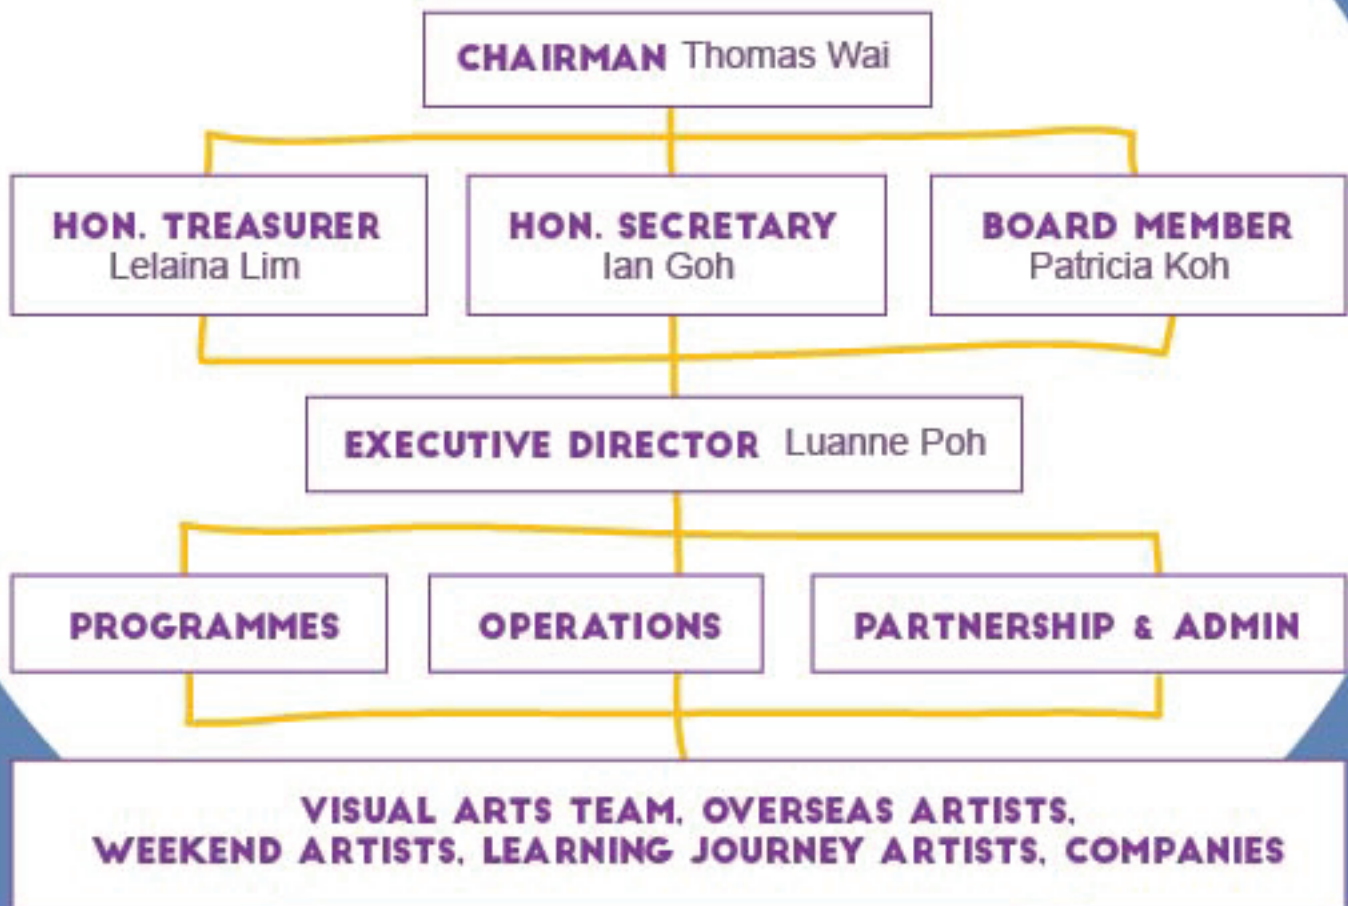 CHAIRMAN Thomas Wai
HON. TREASURER
Lelaina Lim
HON. SECRETARY
Ian Goh
BOARD MEMBER
Patricia Koh
EXECUTIVE DIRECTOR Luanne Poh
PROGRAMMES
OPERATIONS
PARTNERSHIP & ADMIN
VISUAL ARTS TEAM, OVERSEAS ARTISTS,
WEEKEND ARTISTS, LEARNING JOURNEY ARTISTS, COMPANIES